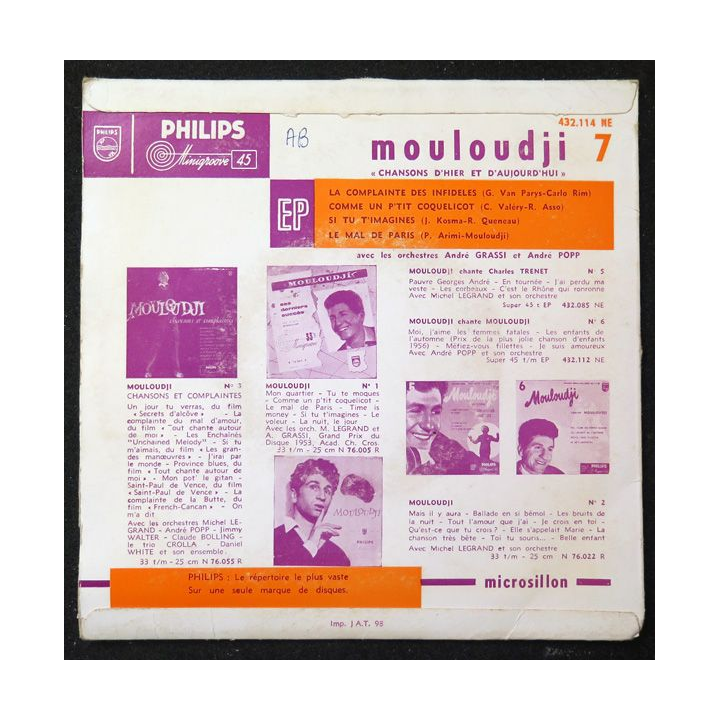 PHILIPS
PHILIPS
Minigroove 45
AB
432.114 NE
mouloudji 7
« CHANSONS D'HIER ET D'AUJOURD'HUI »
EP
LA COMPLAINTE DES INFIDELES (G. Van Parys-Carlo Rim)
COMME UN P'TIT COQUELICOT (C. Valéry-R. Asso)
SI TU T'IMAGINES (J. Kosma-R. Queneau)
LE MAL DE PARIS (P. Arimi-Mouloudji)
avec les orchestres André GRASSI et André POPP
MOULOUDJI
chansons et complaintes
MOULOUDJI N° 3
CHANSONS ET COMPLAINTES
Un jour tu verras, du film
« Secrets d'alcôve » - La
complainte du mal d'amour,
du film « out chante autour
de moi » - Les Enchaînés
"Unchained Melody" - Si tu
m'aimais, du film « Les gran-
des manœuvres » - J'irai par
le monde - Province blues, du
film « Tout chante autour de
moi » - Mon pot' le gitan -
Saint-Paul de Vence, du film
« Saint-Paul de Vence » - La
complainte de la Butte, du
film «French-Cancan » - On
m'a dit
Avec les orchestres Michel LE-
GRAND - André POPP - Jimmy
WALTER - Claude BOLLING -
le trio CROLLA - Daniel
WHITE et son ensemble.
33 t/m - 25 cm N 76.055 R
MOULOUDJI
MOULOUDJI N° 1
Mon quartier - Tu te moques
- Comme un p'tit coquelicot -
Le mal de Paris - Time is
money - Si tu t'imagines - Le
voleur - La nuit, le jour
Avec les orch. M. LEGRAND et
A. GRASSI, Grand Prix du
Disque 1953, Acad. Ch. Cros.
33 t/m - 25 cm N 76.005 R
MOULOUDJI
PHILIPS
MOULOUDJI chante Charles TRENET N° 5
Pauvre Georges André - En tournée - J'ai perdu ma
veste - Les corbeaux - C'est le Rhône qui ronronne
Avec Michel LEGRAND et son orchestre
Super 45 t EP 432.085 NE
MOULOUDJI chante MOULOUDJI N° 6
Moi, j'aime les femmes fatales - Les enfants de
l'automne (Prix de la plus jolie chanson d'enfants
1956) - Méfiez-vous fillettes - Je suis amoureux
Avec André POPP et son orchestre
Super 45 t/m EP 432.112 NE
5
Mouloudji
6
Mouloudji
MOULOUDJI N° 2
Mais il y aura - Ballade en si bémol - Les bruits de
la nuit - Tout l'amour que j'ai - Je crois en toi -
Qu'est-ce que tu crois ? - Elle s'appelait Marie - La
chanson très bête - Toi tu souris... - Belle enfant
Avec Michel LEGRAND et son orchestre
33 t/m - 25 cm N 76.022 R
PHILIPS : Le répertoire le plus vaste
Sur une seule marque de disques.
microsillon
Imp. J.A.T. 98